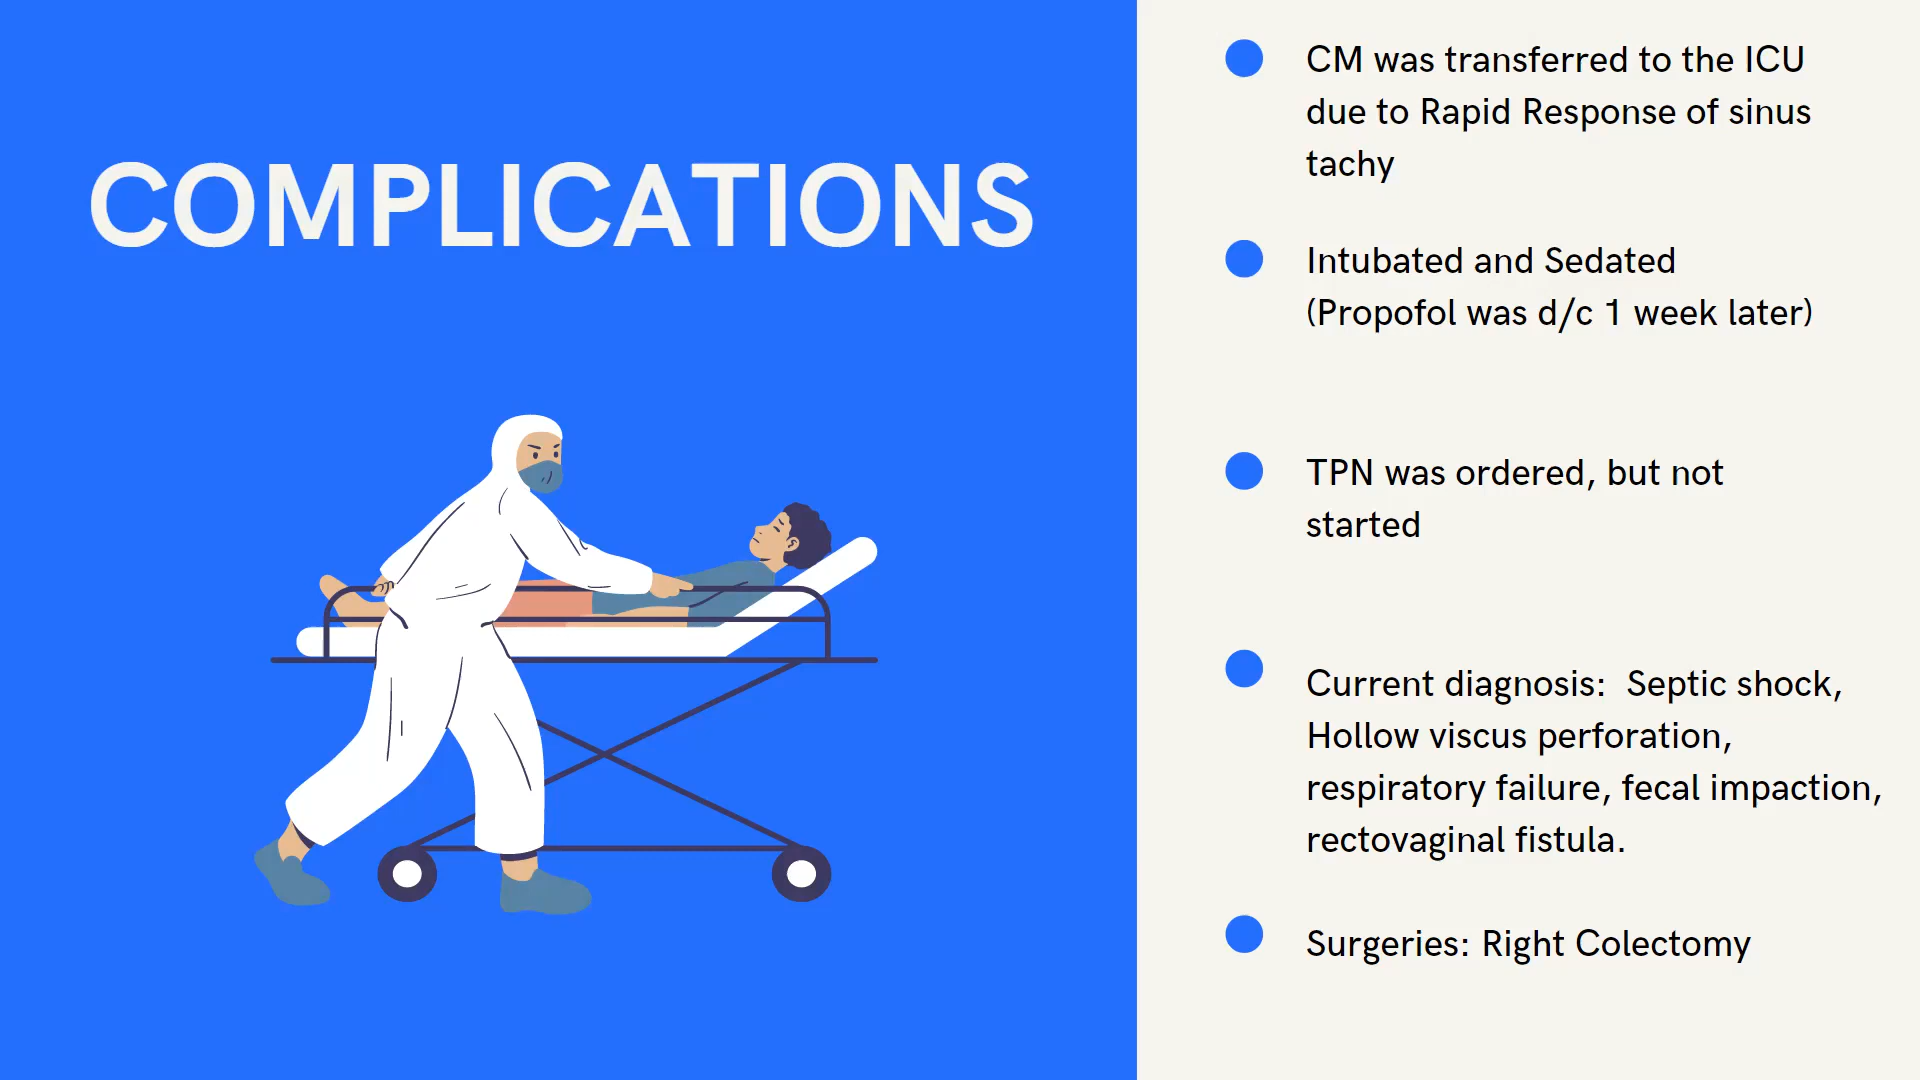 COMPLICATIONS
CM was transferred to the ICU
due to Rapid Response of sinus
tachy
Intubated and Sedated
(Propofol was d/c 1 week later)
TPN was ordered, but not
started
Current diagnosis:  Septic shock,
Hollow viscus perforation,
respiratory failure, fecal impaction,
rectovaginal fistula.
Surgeries: Right Colectomy